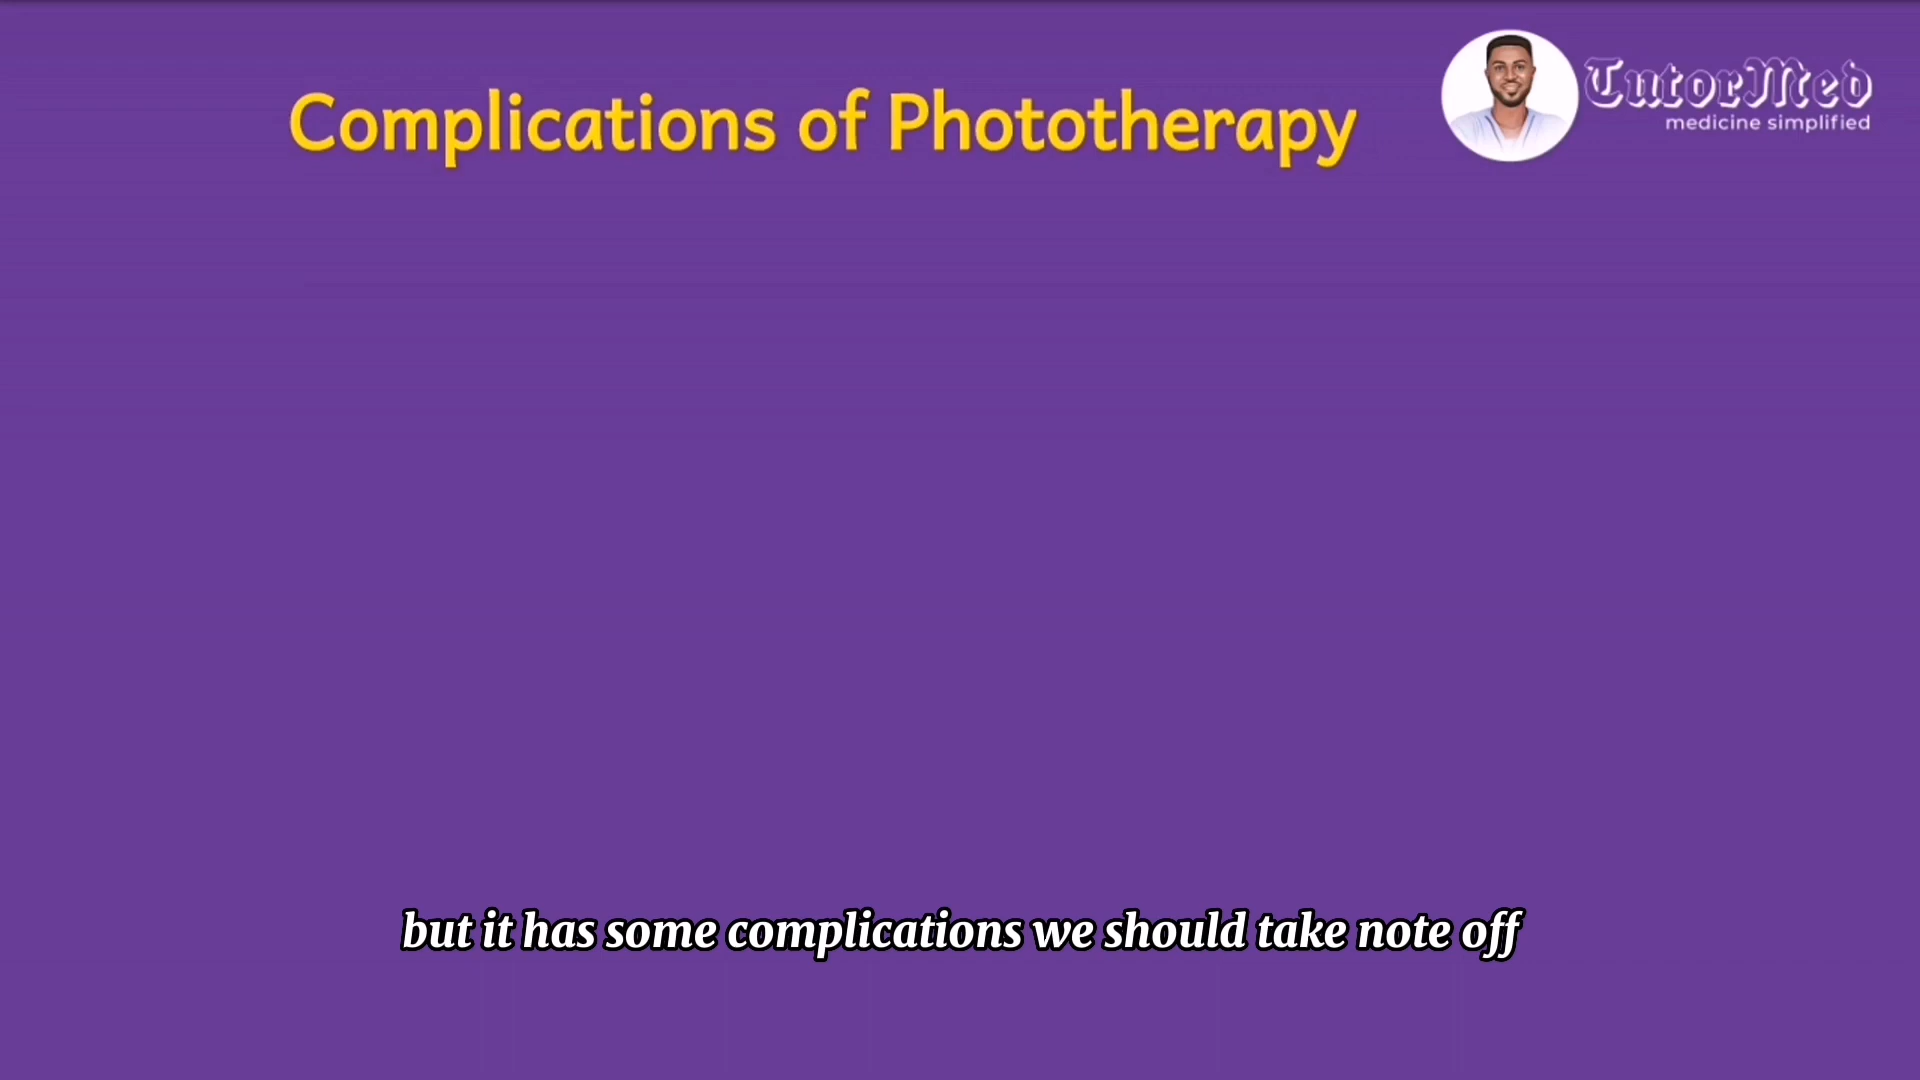 Complications of Phototherapy
TutorMed
medicine simplified
but it has some complications we should take note off